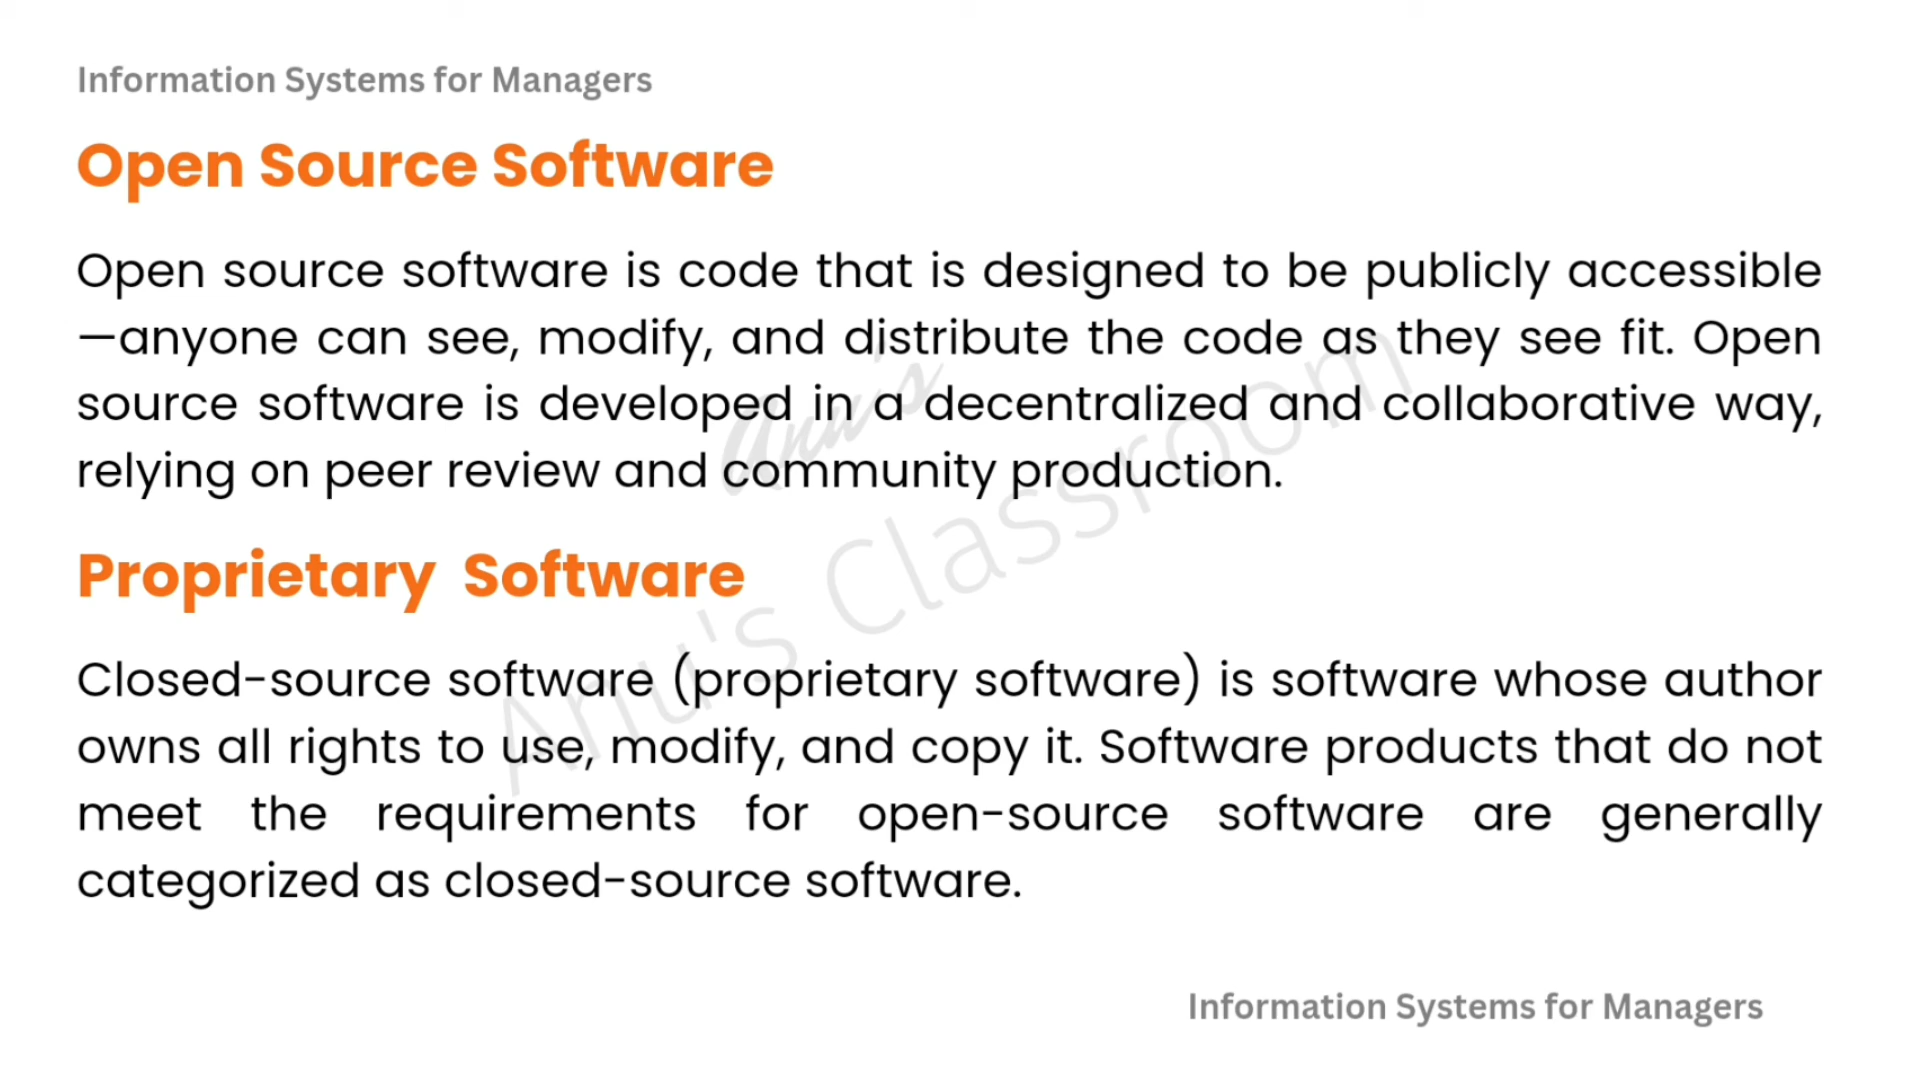 Information Systems for Managers
Open Source Software
Open source software is code that is designed to be publicly accessible
—anyone can see, modify, and distribute the code as they see fit. Open
source software is developed in a decentralized and collaborative way,
relying on peer review and community production.
Proprietary Software
Closed-source software (proprietary software) is software whose author
owns all rights to use, modify, and copy it. Software products that do not
meet the requirements for open-source software are generally
categorized as closed-source software.
Anu's
Anu's Classroom
Information Systems for Managers